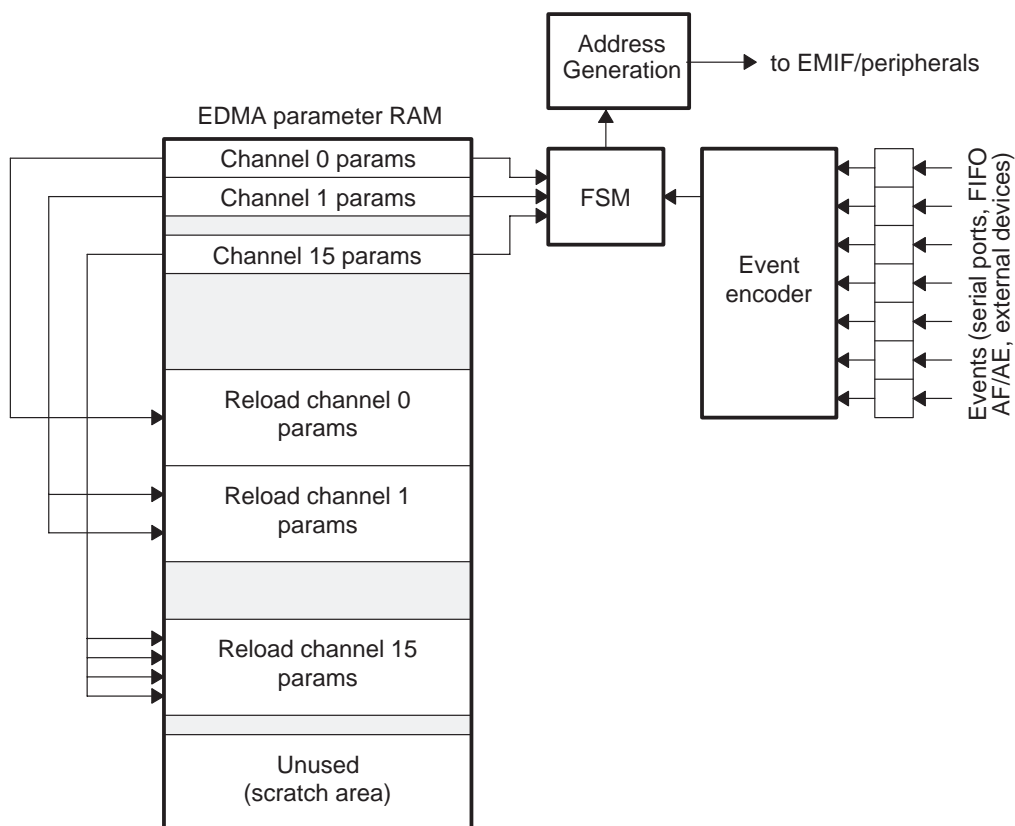 Address
Generation
to EMIF/peripherals
EDMA parameter RAM
Channel 0 params
Channel 1 params
FSM
Channel 15 params
Event
encoder
Events (serial ports, FIFO
AF/AE, external devices)
Reload channel 0
params
Reload channel 1
params
Reload channel 15
params
Unused
(scratch area)